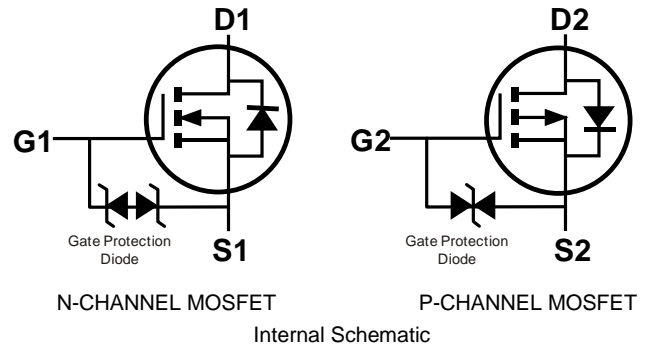 D1
D2
G1
G2
Gate Protection
Diode
Gate Protection
Diode
S1
S2
N-CHANNEL MOSFET
P-CHANNEL MOSFET
Internal Schematic